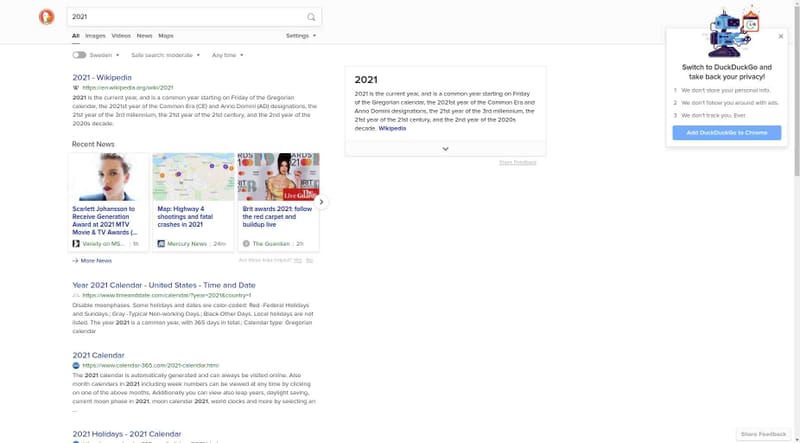 2021
All Images Videos News Maps Settings
Sweden Safe search: moderate Any time
2021 - Wikipedia
https://en.wikipedia.org/wiki/2021
2021 is the current year, and is a common year starting on Friday of the Gregorian
calendar, the 2021st year of the Common Era (CE) and Anno Domini (AD) designations, the
21st year of the 3rd millennium, the 21st year of the 21st century, and the 2nd year of the
2020s decade.
Recent News
Scarlett Johansson to
Receive Generation
Award at 2021 MTV
Movie & TV Awards (...
Variety on MS... 1h
Map: Highway 4
shootings and fatal
crashes in 2021
Mercury News 24m
Brit awards 2021: follow
the red carpet and
buildup live
The Guardian 2h
More News
Are these links helpful? Yes No
Year 2021 Calendar - United States - Time and Date
https://www.timeanddate.com/calendar/?year=2021&country=1
Disable moonphases. Some holidays and dates are color-coded: Red -Federal Holidays
and Sundays.; Gray -Typical Non-working Days.; Black-Other Days. Local holidays are not
listed. The year 2021 is a common year, with 365 days in total.; Calendar type: Gregorian
calendar
2021 Calendar
https://www.calendar-365.com/2021-calendar.html
The 2021 calendar is automatically generated and can always be visited online. Also
month calendars in 2021 including week numbers can be viewed at any time by clicking
on one of the above months. Additionally you can view also leap years, daylight saving,
current moon phase in 2021, moon calendar 2021, world clocks and more by selecting an
...
2021 Holidays - 2021 Calendar
2021
2021 is the current year, and is a common year starting on Friday of
the Gregorian calendar, the 2021st year of the Common Era and
Anno Domini designations, the 21st year of the 3rd millennium, the
21st year of the 21st century, and the 2nd year of the 2020s
decade. Wikipedia
Share Feedback
Switch to DuckDuckGo and
take back your privacy!
1 We don't store your personal info.
2 We don't follow you around with ads.
3 We don't track you. Ever.
Add DuckDuckGo to Chrome
Share Feedback